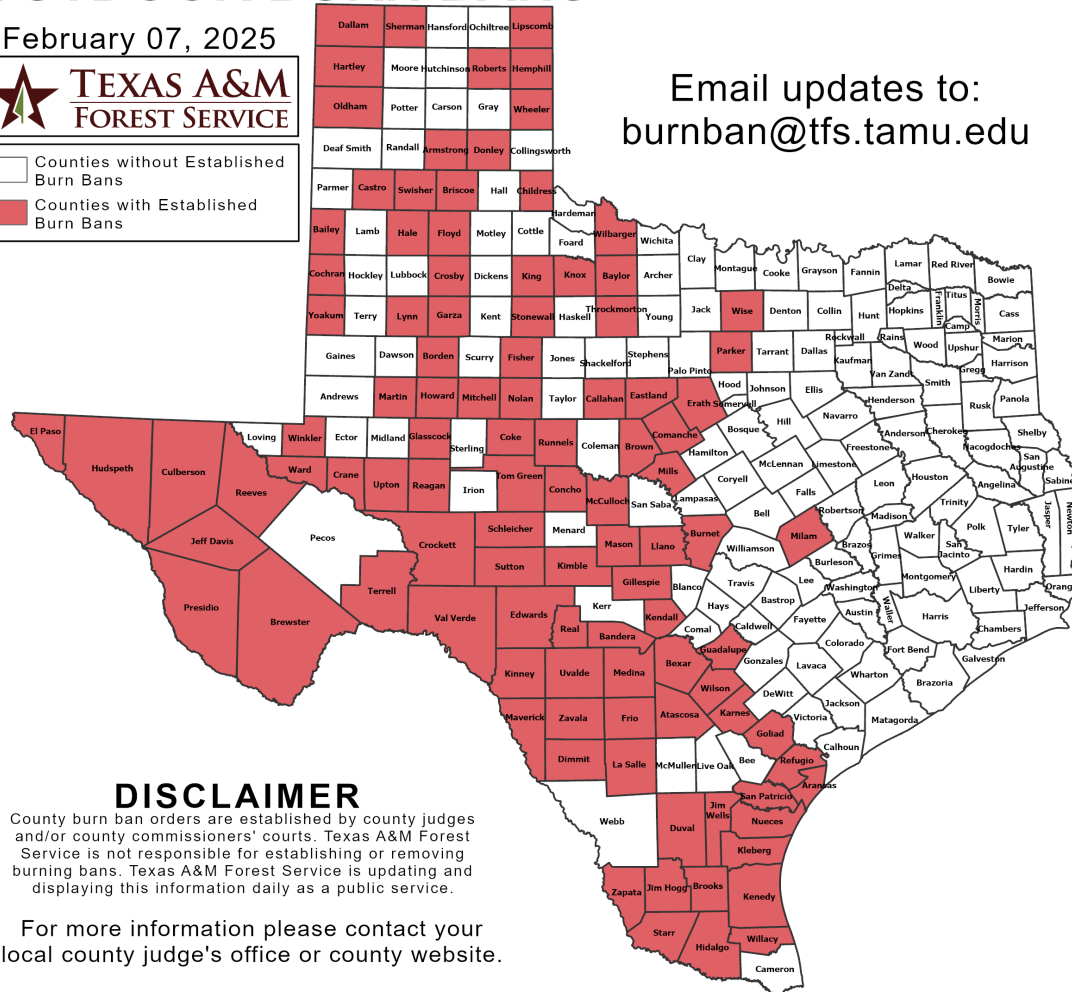 February 07, 2025
TEXAS A&M
FOREST SERVICE
Counties without Established
Burn Bans
Counties with Established
Burn Bans
Email updates to:
burnban@tfs.tamu.edu
Dallam
Sherman
Hansford
Ochiltree
Lipscomb
Hartley
Moore
Hutchinson
Roberts
Hemphill
Oldham
Potter
Carson
Gray
Wheeler
Deaf Smith
Randall
Armstrong
Donley
Collingsworth
Parmer
Castro
Swisher
Briscoe
Hall
Childress
Hardeman
Bailey
Lamb
Hale
Floyd
Motley
Cottle
Foard
Wilbarger
Wichita
Clay
Montague
Cooke
Grayson
Fannin
Lamar
Red River
Bowie
Cochran
Hockley
Lubbock
Crosby
Dickens
King
Knox
Baylor
Archer
Delta
Titus
Franklin
Morris
Cass
Yoakum
Terry
Lynn
Garza
Kent
Stonewall
Haskell
Throckmorton
Young
Jack
Wise
Denton
Collin
Hunt
Hopkins
Camp
Rockwall
Rains
Wood
Upshur
Marion
Gaines
Dawson
Borden
Scurry
Fisher
Jones
Shackelford
Stephens
Palo Pinto
Parker
Tarrant
Dallas
Kaufman
Van Zandt
Gregg
Harrison
Smith
Andrews
Martin
Howard
Mitchell
Nolan
Taylor
Callahan
Eastland
Erath
Hood
Somervell
Johnson
Ellis
Henderson
Rusk
Panola
El Paso
Loving
Winkler
Ector
Midland
Glasscock
Sterling
Coke
Runnels
Coleman
Brown
Comanche
Hamilton
Bosque
Hill
Navarro
Freestone
Anderson
Cherokee
Nacogdoches
Shelby
San
Augustine
Sabine
Hudspeth
Culberson
Reeves
Ward
Crane
Upton
Reagan
Irion
Tom Green
Concho
McCulloch
San Saba
Mills
Lampasas
Coryell
McLennan
Limestone
Falls
Leon
Houston
Angelina
Trinity
Jeff Davis
Pecos
Crockett
Schleicher
Menard
Mason
Llano
Burnet
Bell
Milam
Robertson
Madison
Walker
Polk
Tyler
Jasper
Newton
San
Jacinto
Brazos
Grimes
Sutton
Kimble
Gillespie
Blanco
Williamson
Travis
Lee
Burleson
Washington
Montgomery
Liberty
Hardin
Orange
Presidio
Brewster
Terrell
Val Verde
Edwards
Kerr
Real
Bandera
Kendall
Comal
Hays
Caldwell
Bastrop
Fayette
Austin
Waller
Harris
Chambers
Jefferson
Kinney
Uvalde
Medina
Bexar
Guadalupe
Gonzales
Lavaca
Colorado
Fort Bend
Wharton
Brazoria
Galveston
Maverick
Zavala
Frio
Atascosa
Wilson
Karnes
DeWitt
Victoria
Jackson
Matagorda
Calhoun
Goliad
Dimmit
La Salle
McMullen
Live Oak
Bee
Refugio
Aransas
San Patricio
Webb
Duval
Jim
Wells
Nueces
Kleberg
Zapata
Jim Hogg
Brooks
Kenedy
Starr
Hidalgo
Willacy
Cameron
DISCLAIMER
County burn ban orders are established by county judges
and/or county commissioners' courts. Texas A&M Forest
Service is not responsible for establishing or removing
burning bans. Texas A&M Forest Service is updating and
displaying this information daily as a public service.
For more information please contact your
local county judge's office or county website.